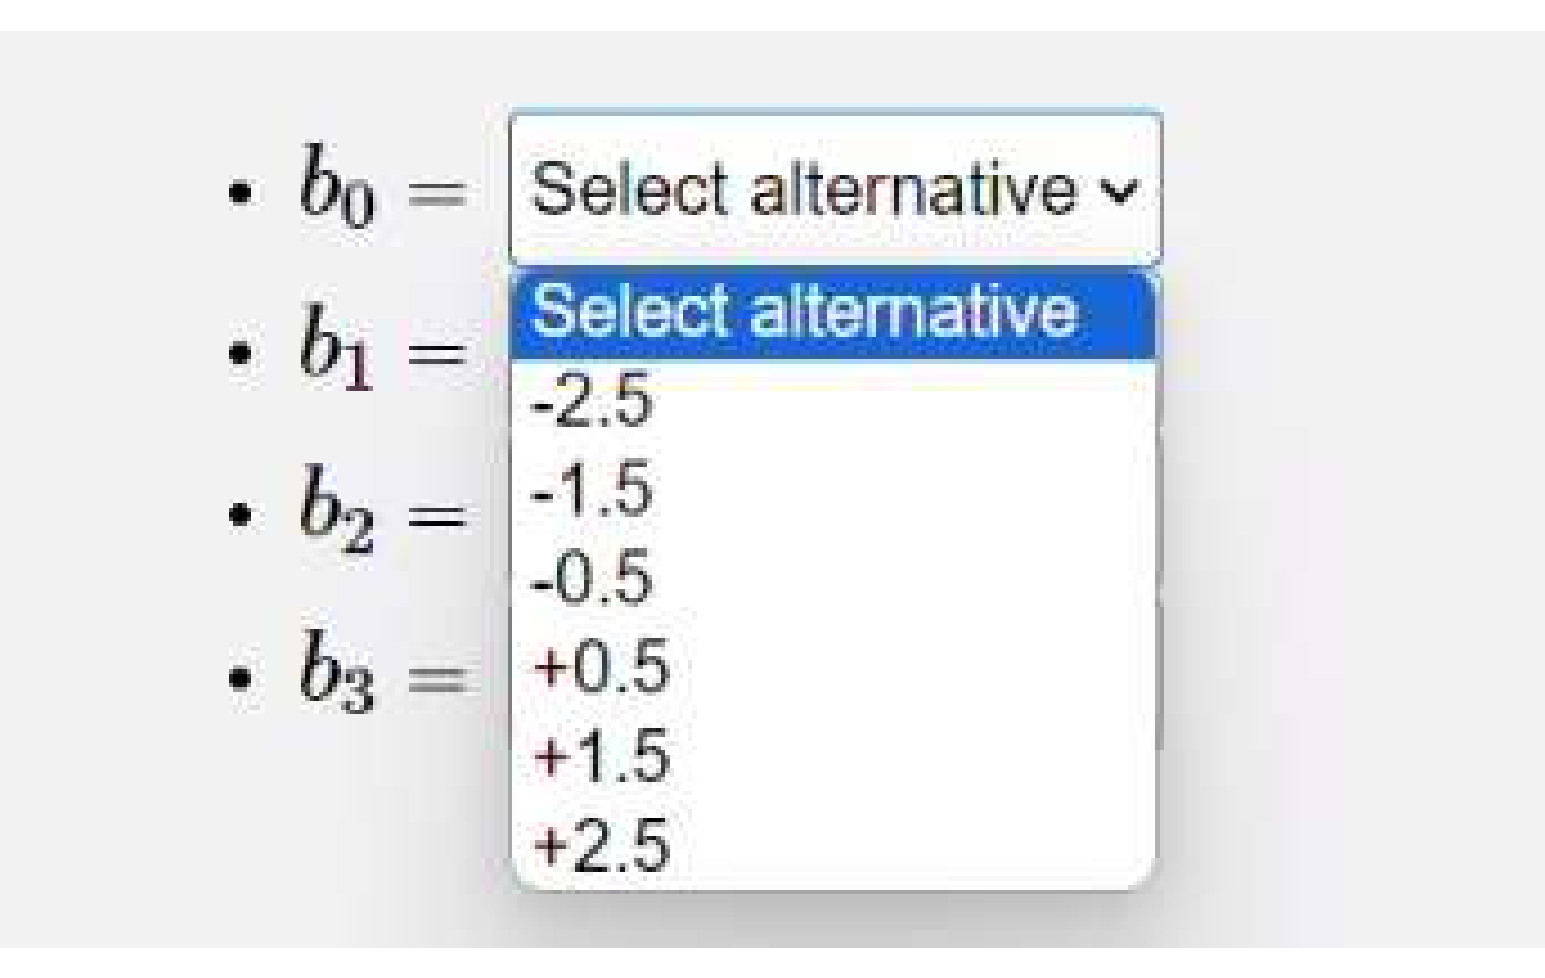 • b₀ = Select alternative
Select alternative
• b₁ =
-2.5
-1.5
• b₂ =
-0.5
+0.5
• b₃ =
+1.5
+2.5